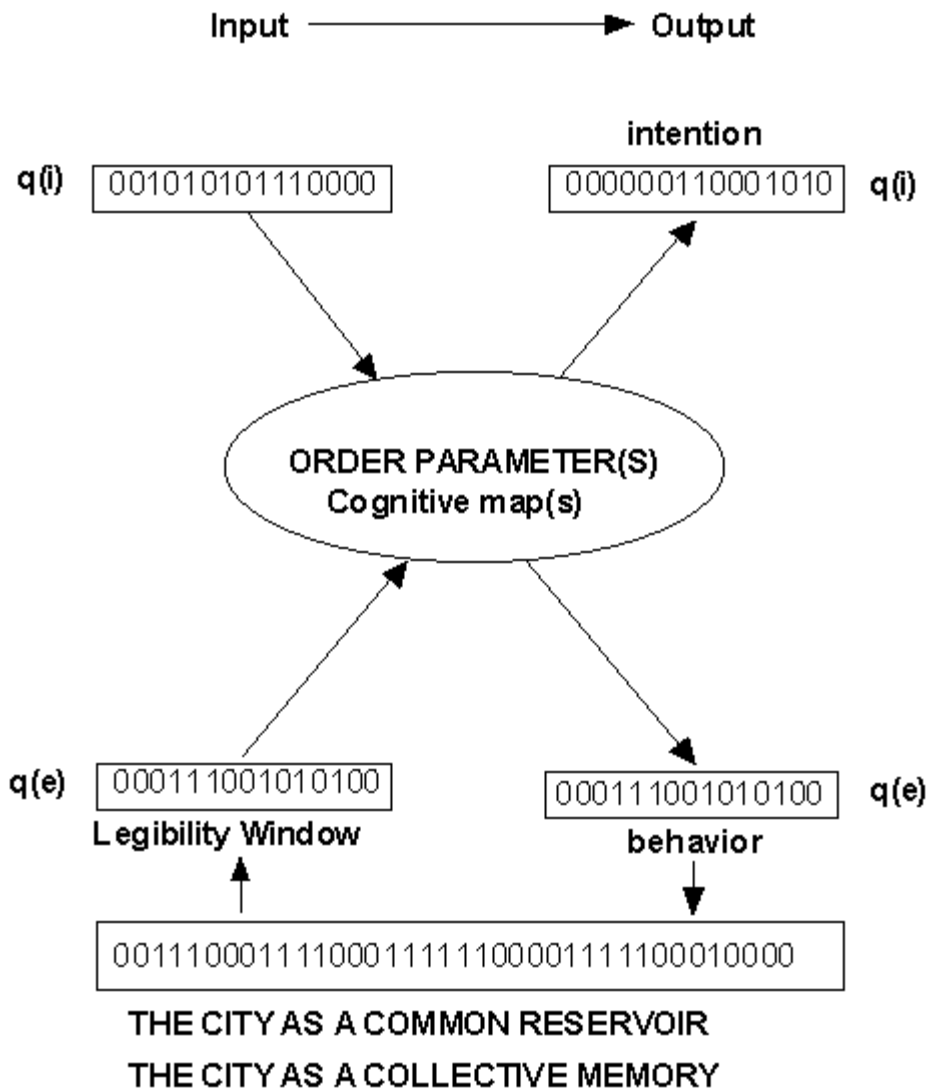 Input Output
intention
q(i) 001010101110000 000000110001010 q(i)
ORDER PARAMETER(S)
Cognitive map(s)
q(e) 000111001010100 000111001010100 q(e)
Legibility Window behavior
00111000111100011111100001111100010000
THE CITY AS A COMMON RESERVOIR
THE CITY AS A COLLECTIVE MEMORY